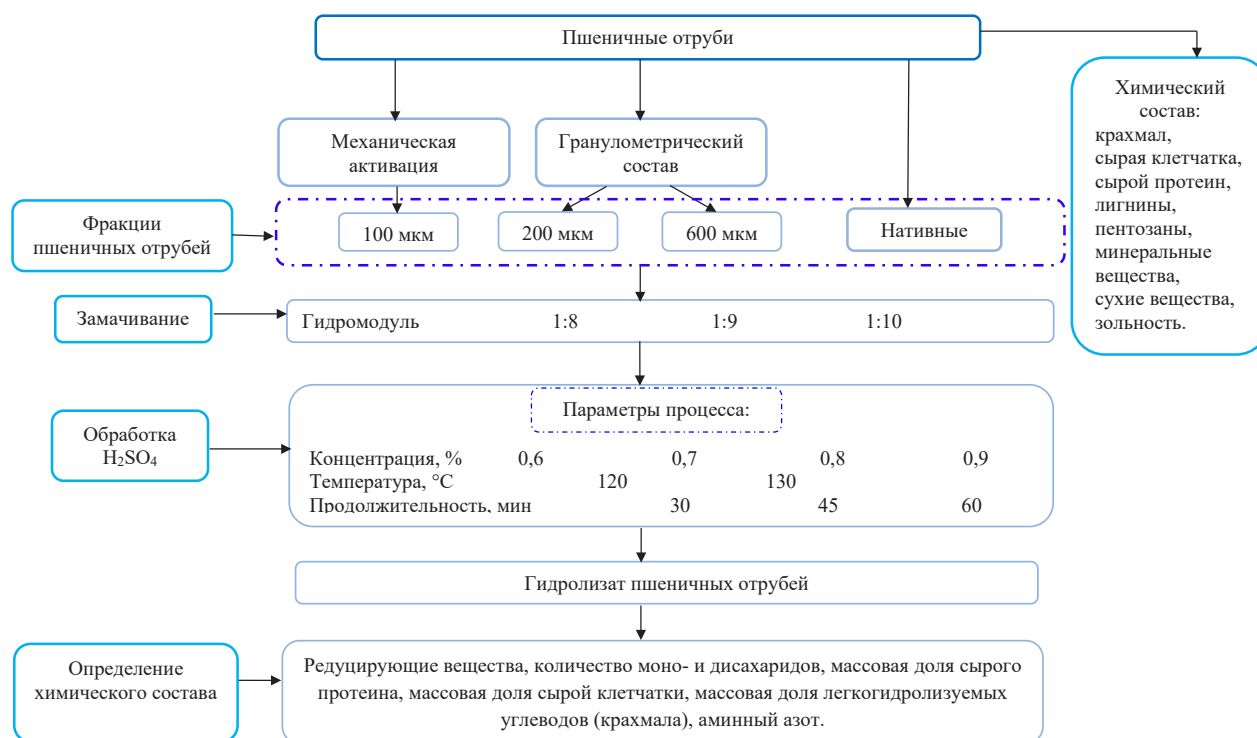 Пшеничные отруби
Химический
состав:
крахмал,
сырая клетчатка,
сырой протеин,
лигнины,
пентозаны,
минеральные
вещества,
сухие вещества,
зольность.
Механическая
активация
Гранулометрический
состав
Фракции
пшеничных отрубей
100 мкм
200 мкм
600 мкм
Нативные
Замачивание
Гидромодуль 1:8 1:9 1:10
Обработка
H₂SO₄
Параметры процесса:
Концентрация, % 0,6 0,7 0,8 0,9
Температура, °C 120 130
Продолжительность, мин 30 45 60
Гидролизат пшеничных отрубей
Определение
химического состава
Редуцирующие вещества, количество моно- и дисахаридов, массовая доля сырого
протеина, массовая доля сырой клетчатки, массовая доля легкогидролизуемых
углеводов (крахмала), аминный азот.